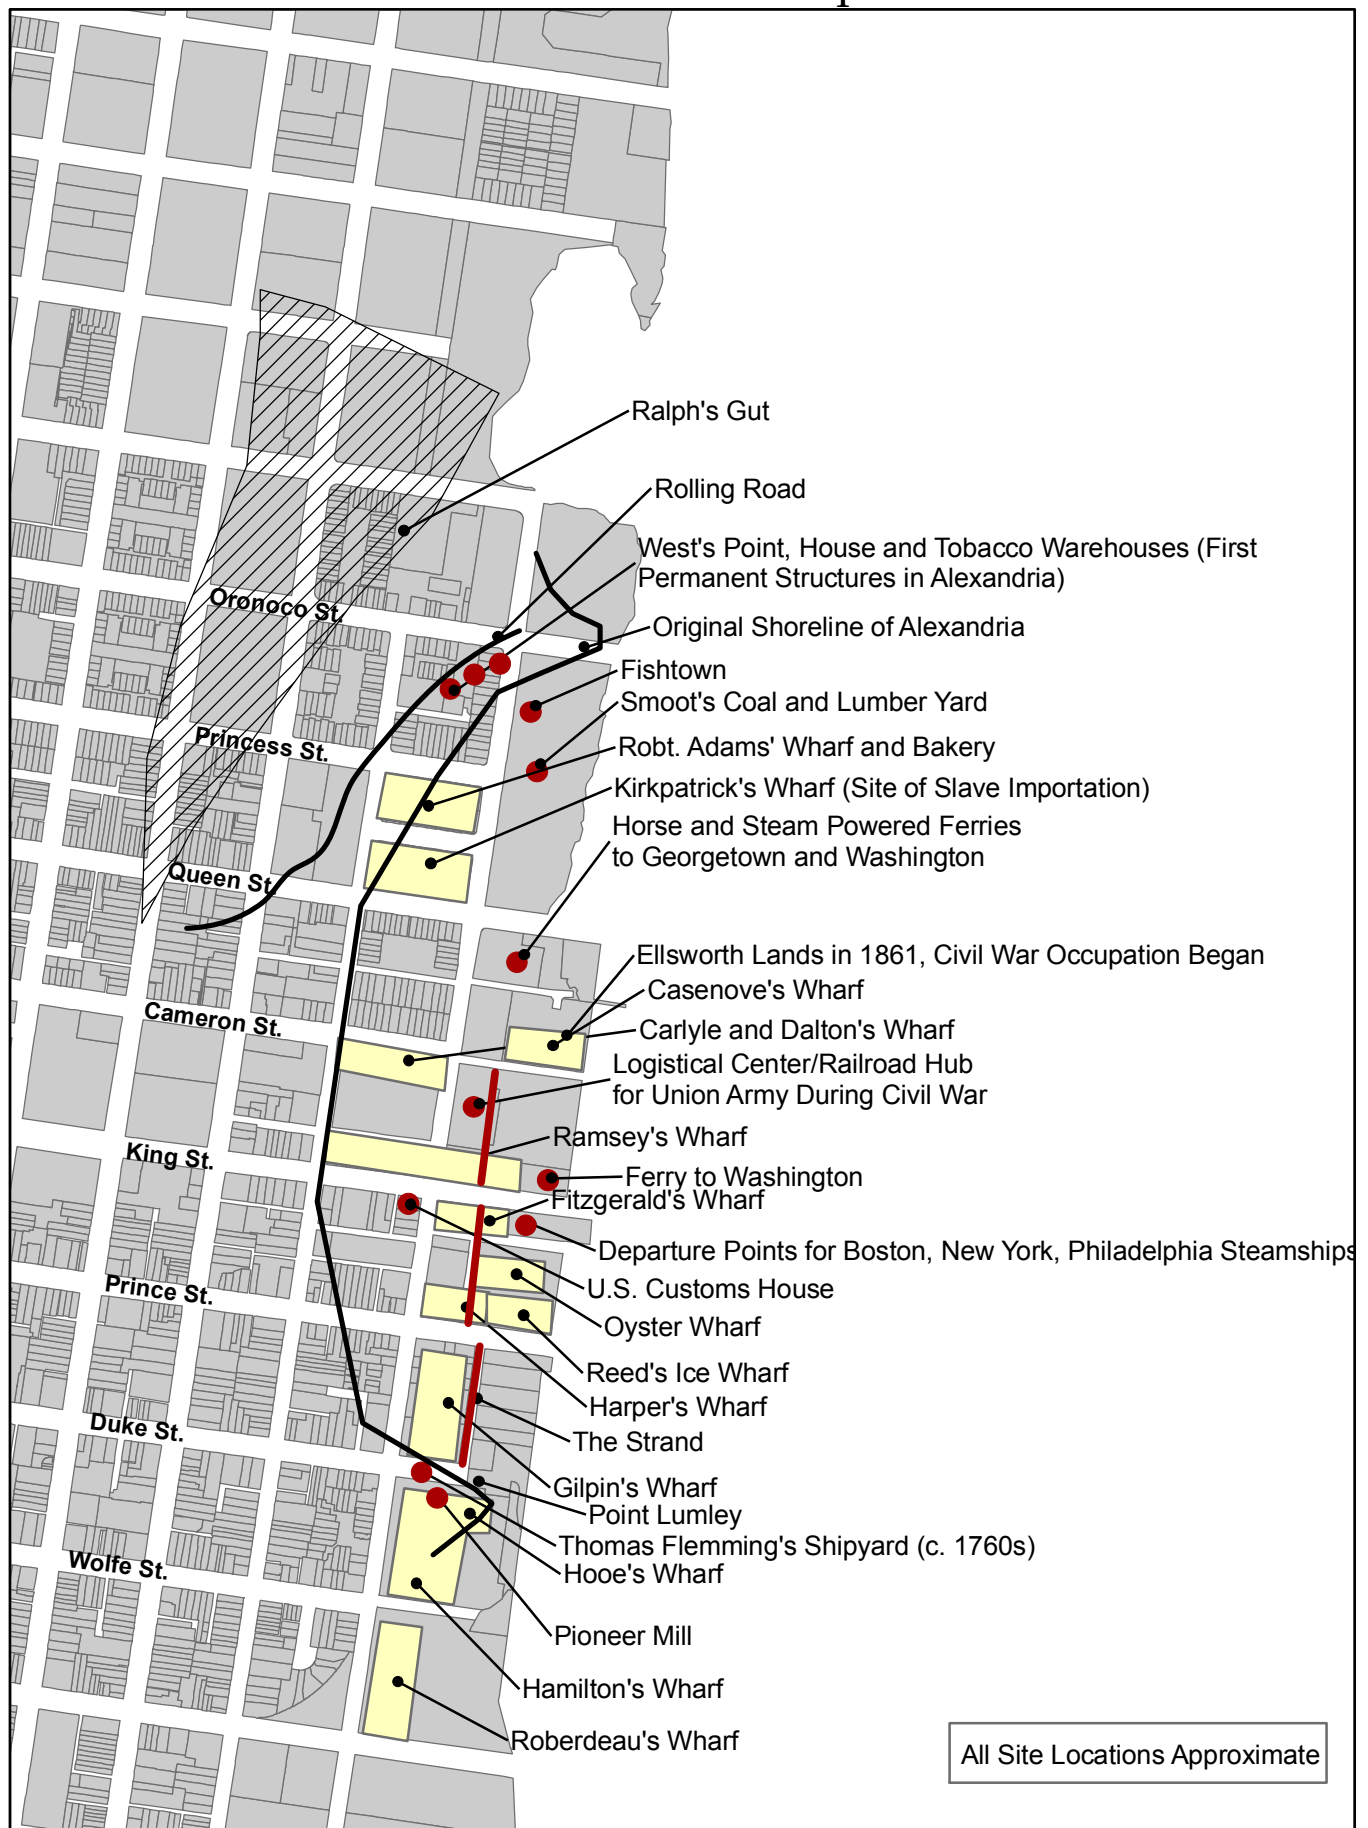 Ralph's Gut
Rolling Road
West's Point, House and Tobacco Warehouses (First
Permanent Structures in Alexandria)
Oronoco St.
Original Shoreline of Alexandria
Fishtown
Smoot's Coal and Lumber Yard
Princess St.
Robt. Adams' Wharf and Bakery
Kirkpatrick's Wharf (Site of Slave Importation)
Horse and Steam Powered Ferries
to Georgetown and Washington
Queen St.
Ellsworth Lands in 1861, Civil War Occupation Began
Casenove's Wharf
Cameron St.
Carlyle and Dalton's Wharf
Logistical Center/Railroad Hub
for Union Army During Civil War
Ramsey's Wharf
King St.
Ferry to Washington
Fitzgerald's Wharf
Departure Points for Boston, New York, Philadelphia Steamships
Prince St.
U.S. Customs House
Oyster Wharf
Reed's Ice Wharf
Harper's Wharf
Duke St.
The Strand
Gilpin's Wharf
Point Lumley
Thomas Flemming's Shipyard (c. 1760s)
Wolfe St.
Hooe's Wharf
Pioneer Mill
Hamilton's Wharf
Roberdeau's Wharf
All Site Locations Approximate